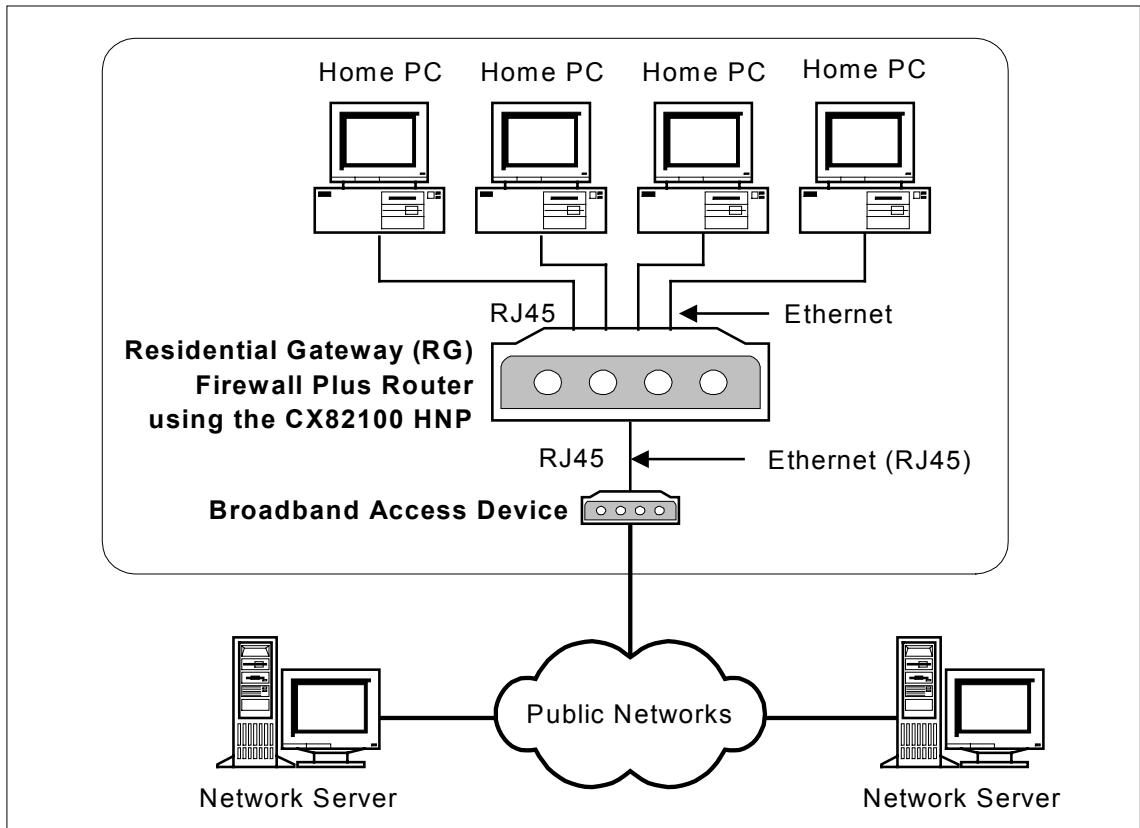 Home PC
Home PC
Home PC
Home PC
RJ45
Ethernet
Residential Gateway (RG)
Firewall Plus Router
using the CX82100 HNP
RJ45
Ethernet (RJ45)
Broadband Access Device
Public Networks
Network Server
Network Server